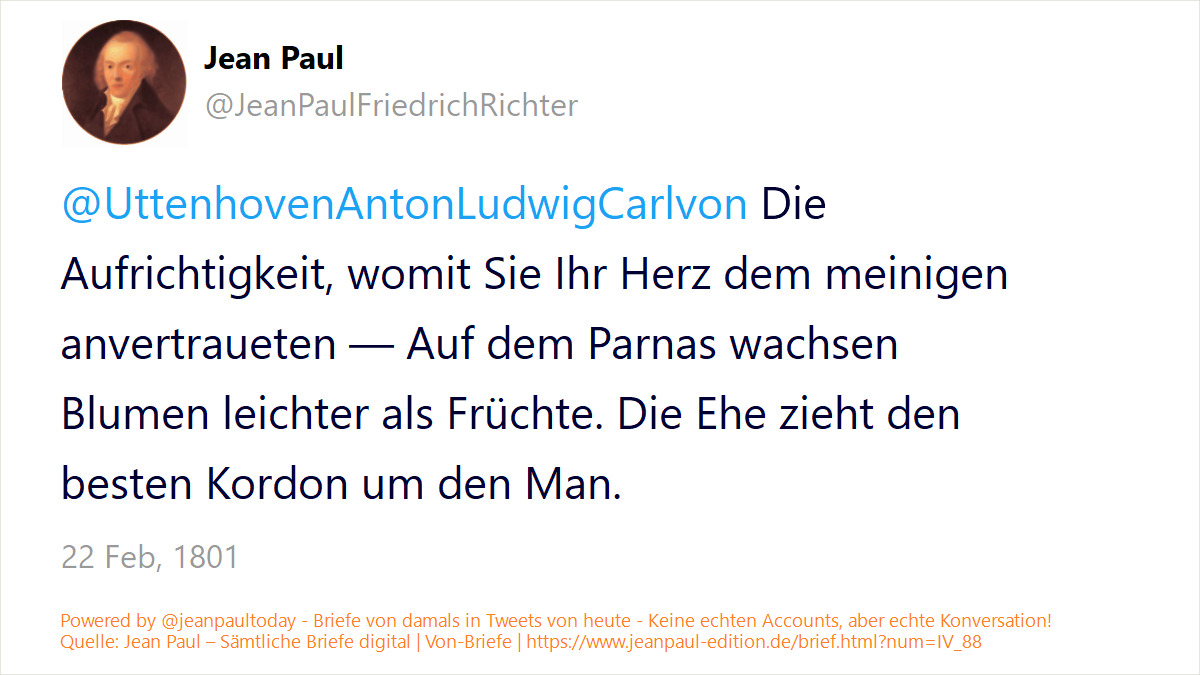 Jean Paul
@JeanPaulFriedrichRichter
@UttenhovenAntonLudwigCarlvon Die
Aufrichtigkeit, womit Sie Ihr Herz dem meinigen
anvertraueten — Auf dem Parnas wachsen
Blumen leichter als Früchte. Die Ehe zieht den
besten Kordon um den Man.
22 Feb, 1801
Powered by @jeanpaultoday - Briefe von damals in Tweets von heute - Keine echten Accounts, aber echte Konversation!
Quelle: Jean Paul – Sämtliche Briefe digital | Von-Briefe | https://www.jeanpaul-edition.de/brief.html?num=IV_88